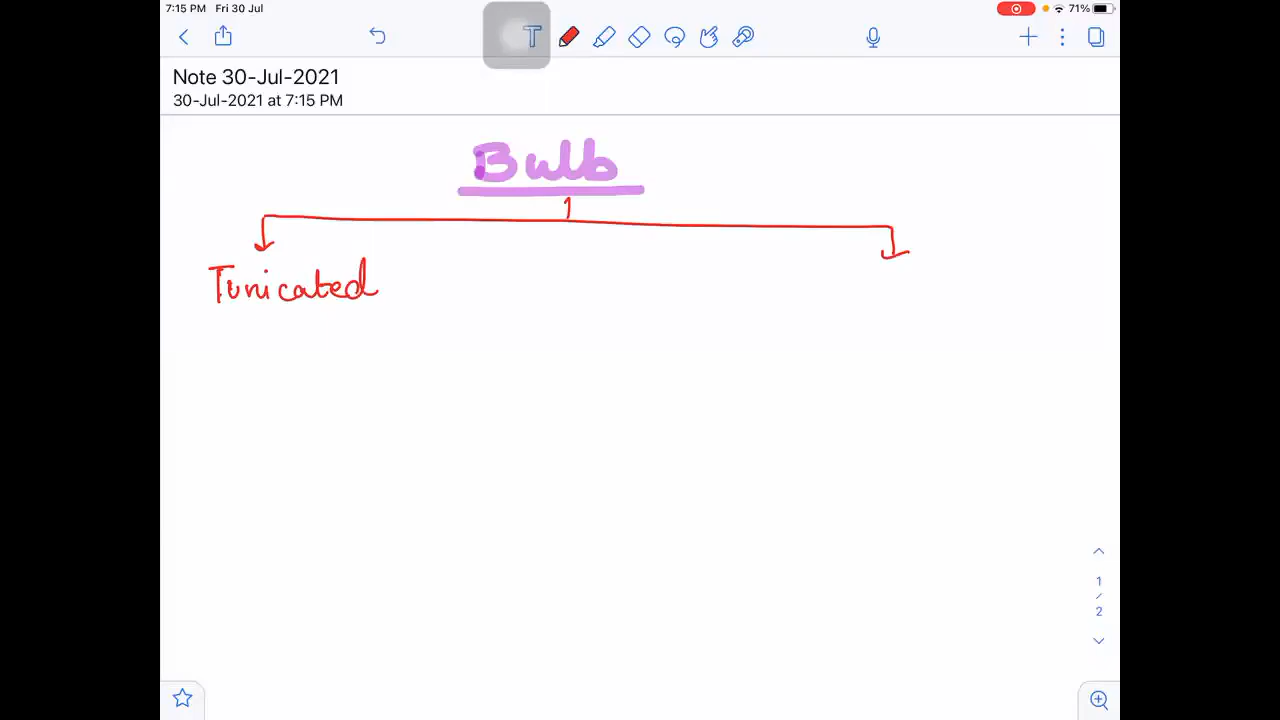 7:15 PM Fri 30 Jul 71%
T
Note 30-Jul-2021
30-Jul-2021 at 7:15 PM
Bulb
Tunicated
1
2